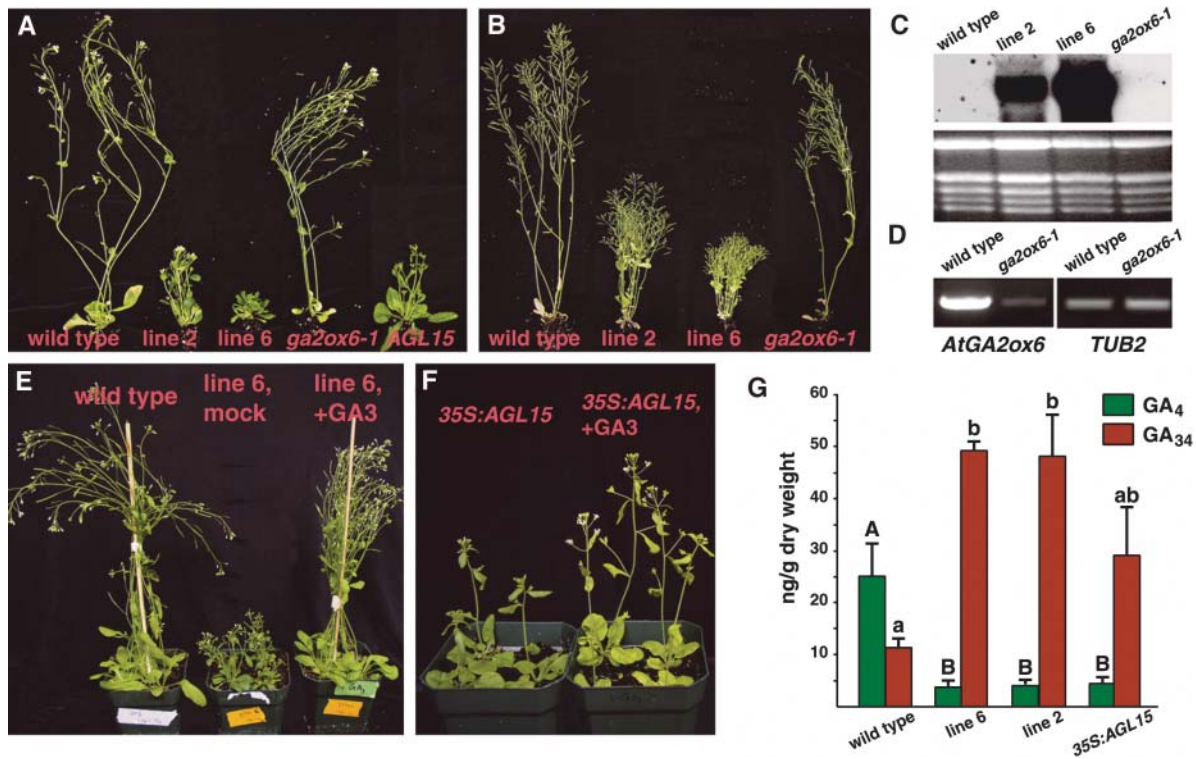 A
wild type line 2 line 6 ga2ox6-1 AGL15
B
wild type line 2 line 6 ga2ox6-1
C
wild type line 2 line 6 ga2ox6-1
D
wild type ga2ox6-1 wild type ga2ox6-1
AtGA2ox6 TUB2
E
wild type
line 6,
mock
line 6,
+GA3
F
35S:AGL15
35S:AGL15,
+GA3
G
ng/g dry weight
60
50
40
30
20
10
GA4
GA34
A a B b B b B ab
wild type line 6 line 2 35S:AGL15